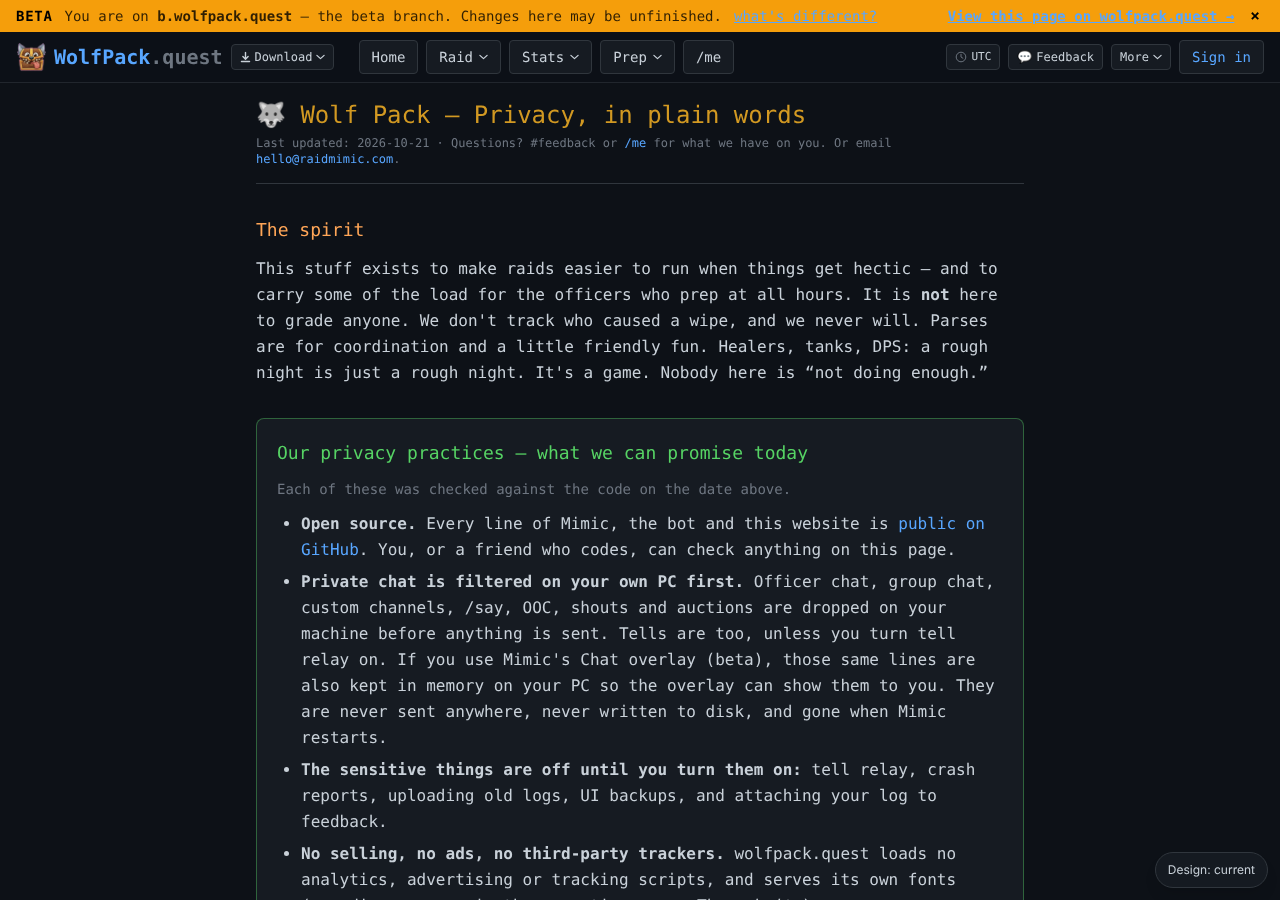 BETA You are on b.wolfpack.quest — the beta branch. Changes here may be unfinished. what's different? View this page on wolfpack.quest → ×
WolfPack.quest Download Home Raid Stats Prep /me UTC Feedback More Sign in
Wolf Pack — Privacy, in plain words
Last updated: 2026-10-21 · Questions? #feedback or /me for what we have on you. Or email
hello@raidmimic.com.
The spirit
This stuff exists to make raids easier to run when things get hectic — and to
carry some of the load for the officers who prep at all hours. It is not here
to grade anyone. We don't track who caused a wipe, and we never will. Parses
are for coordination and a little friendly fun. Healers, tanks, DPS: a rough
night is just a rough night. It's a game. Nobody here is “not doing enough.”
Our privacy practices — what we can promise today
Each of these was checked against the code on the date above.
• Open source. Every line of Mimic, the bot and this website is public on
GitHub. You, or a friend who codes, can check anything on this page.
• Private chat is filtered on your own PC first. Officer chat, group chat,
custom channels, /say, OOC, shouts and auctions are dropped on your
machine before anything is sent. Tells are too, unless you turn tell
relay on. If you use Mimic's Chat overlay (beta), those same lines are
also kept in memory on your PC so the overlay can show them to you. They
are never sent anywhere, never written to disk, and gone when Mimic
restarts.
• The sensitive things are off until you turn them on: tell relay, crash
reports, uploading old logs, UI backups, and attaching your log to
feedback.
• No selling, no ads, no third-party trackers. wolfpack.quest loads no
analytics, advertising or tracking scripts, and serves its own fonts
Design: current